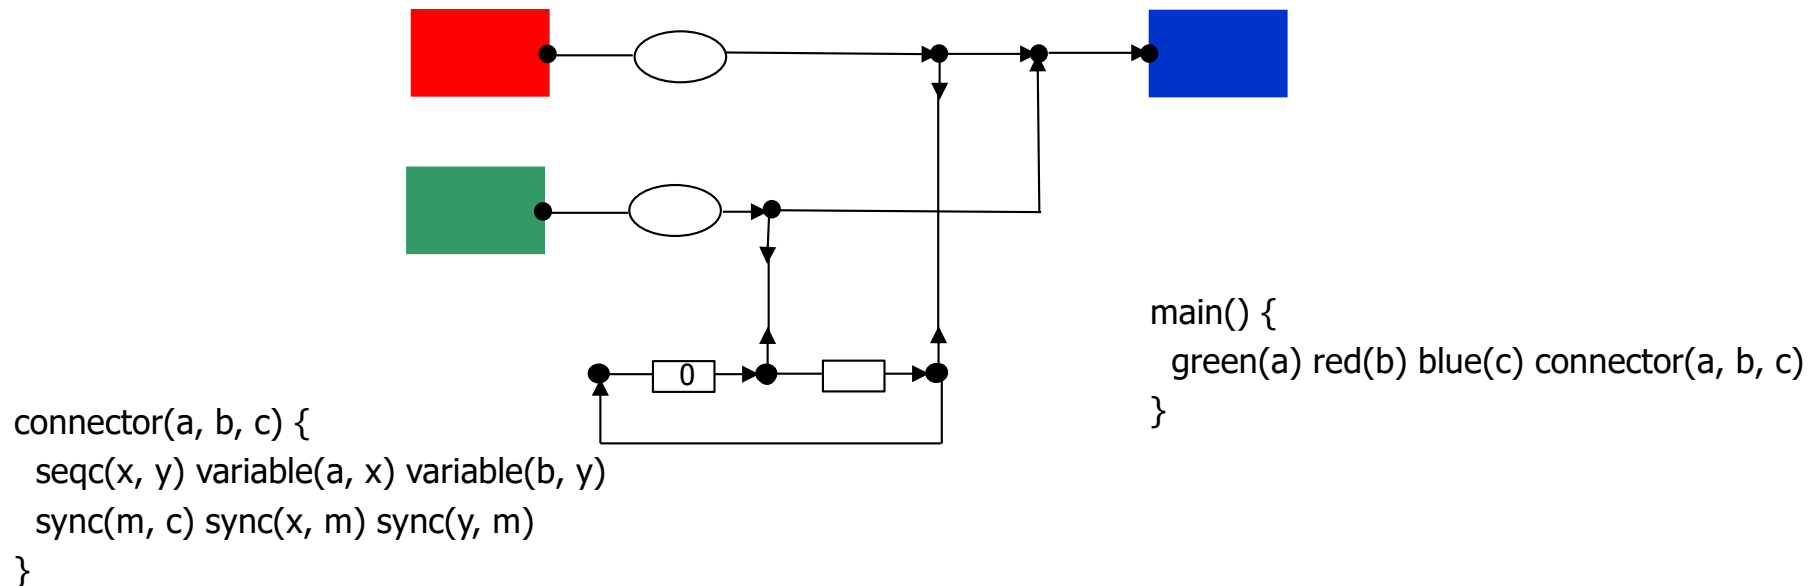 0
main() {
green(a) red(b) blue(c) connector(a, b, c)
}
connector(a, b, c) {
seqc(x, y) variable(a, x) variable(b, y)
sync(m, c) sync(x, m) sync(y, m)
}